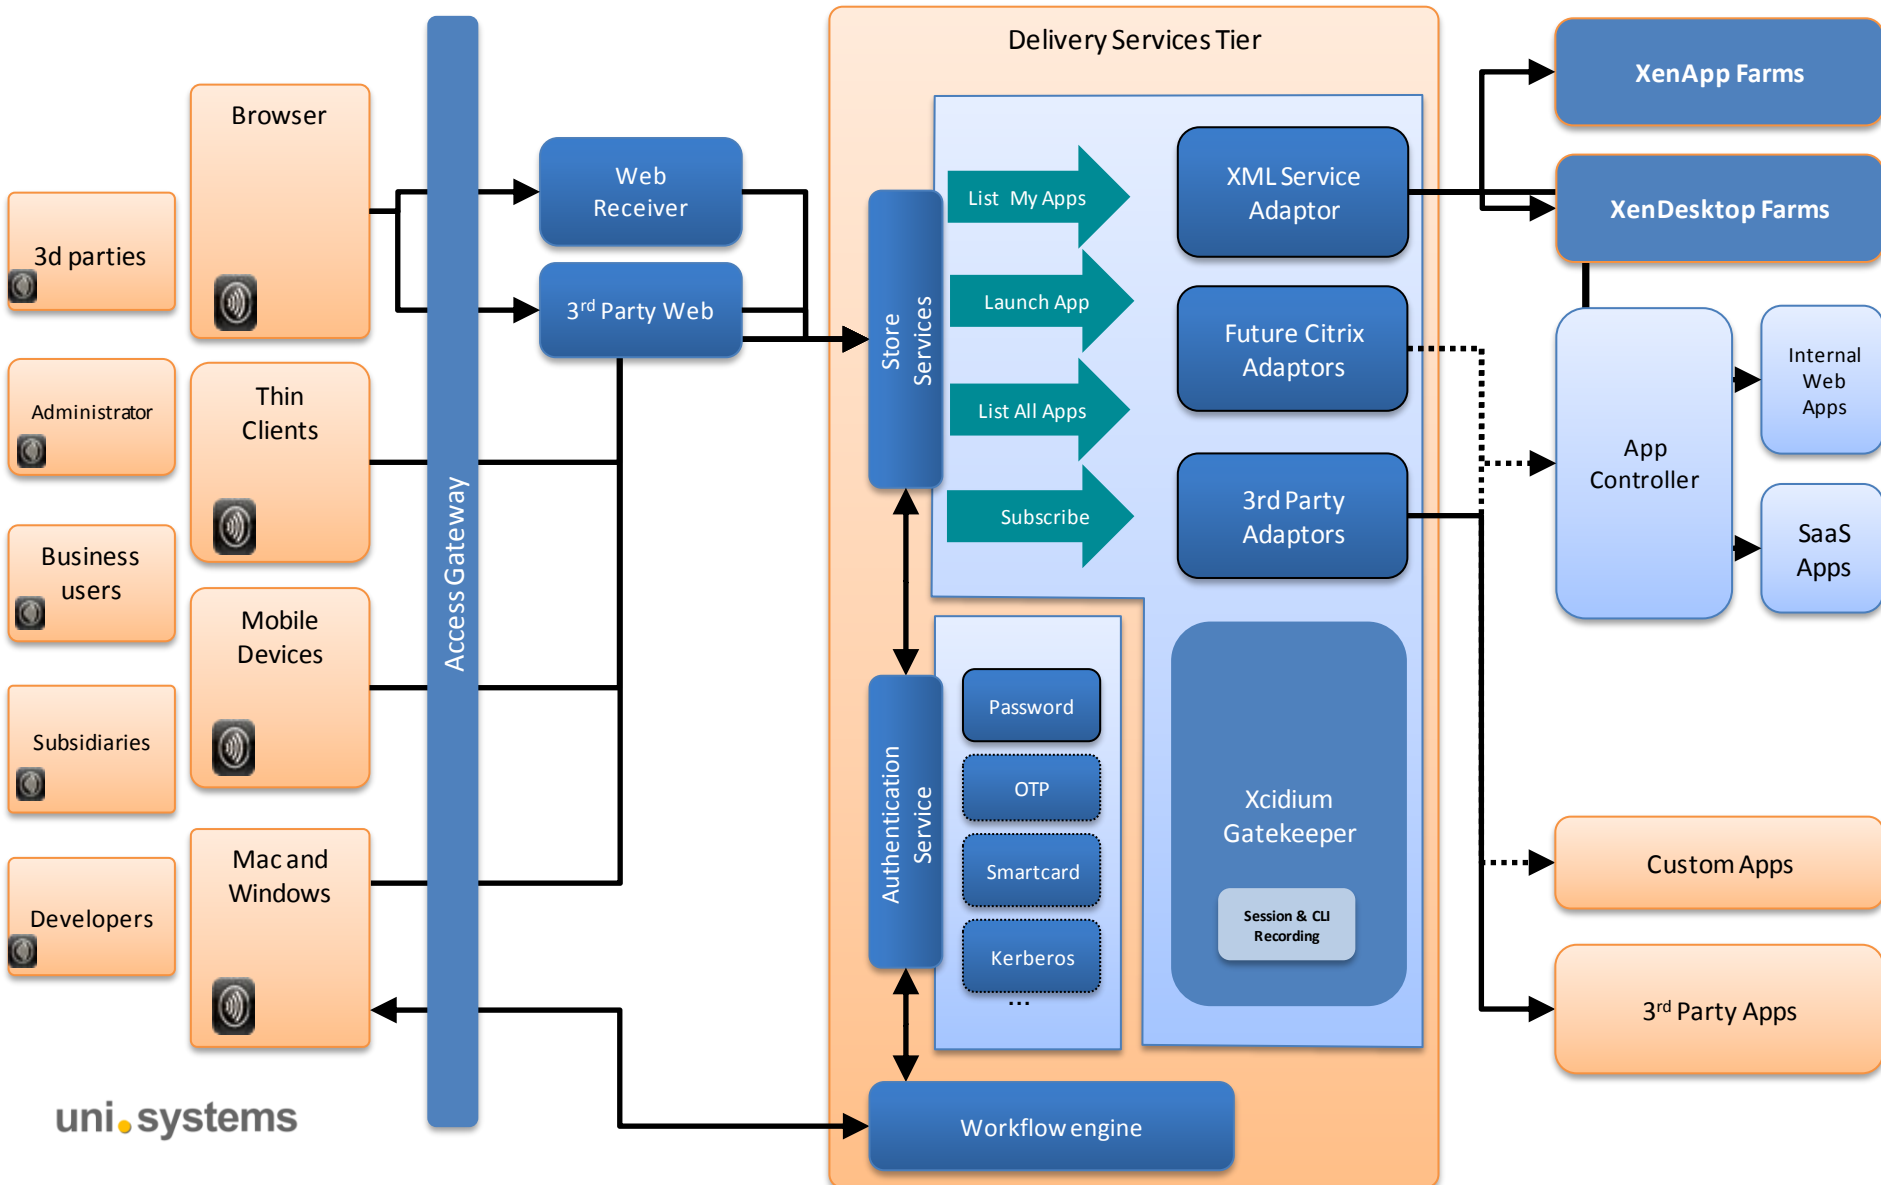 Delivery Services Tier
3d parties
Administrator
Business
users
Subsidiaries
Developers
Browser
Thin
Clients
Mobile
Devices
Mac and
Windows
Access Gateway
Web
Receiver
3rd Party Web
Store
Services
List My Apps
Launch App
List All Apps
Subscribe
XML Service
Adaptor
Future Citrix
Adaptors
3rd Party
Adaptors
Authentication
Service
Password
OTP
Smartcard
Kerberos
...
Xcidium
Gatekeeper
Session & CLI
Recording
Workflow engine
XenApp Farms
XenDesktop Farms
App
Controller
Internal
Web
Apps
SaaS
Apps
Custom Apps
3rd Party Apps
uni.systems